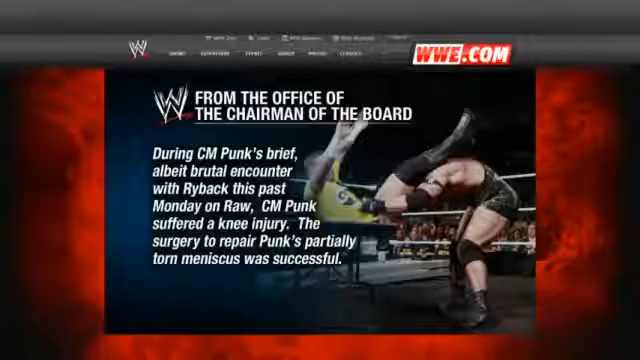 WWE.COM
FROM THE OFFICE OF
THE CHAIRMAN OF THE BOARD
During CM Punk's brief,
albeit brutal encounter
with Ryback this past
Monday on Raw, CM Punk
suffered a knee injury. The
surgery to repair Punk's partially
torn meniscus was successful.